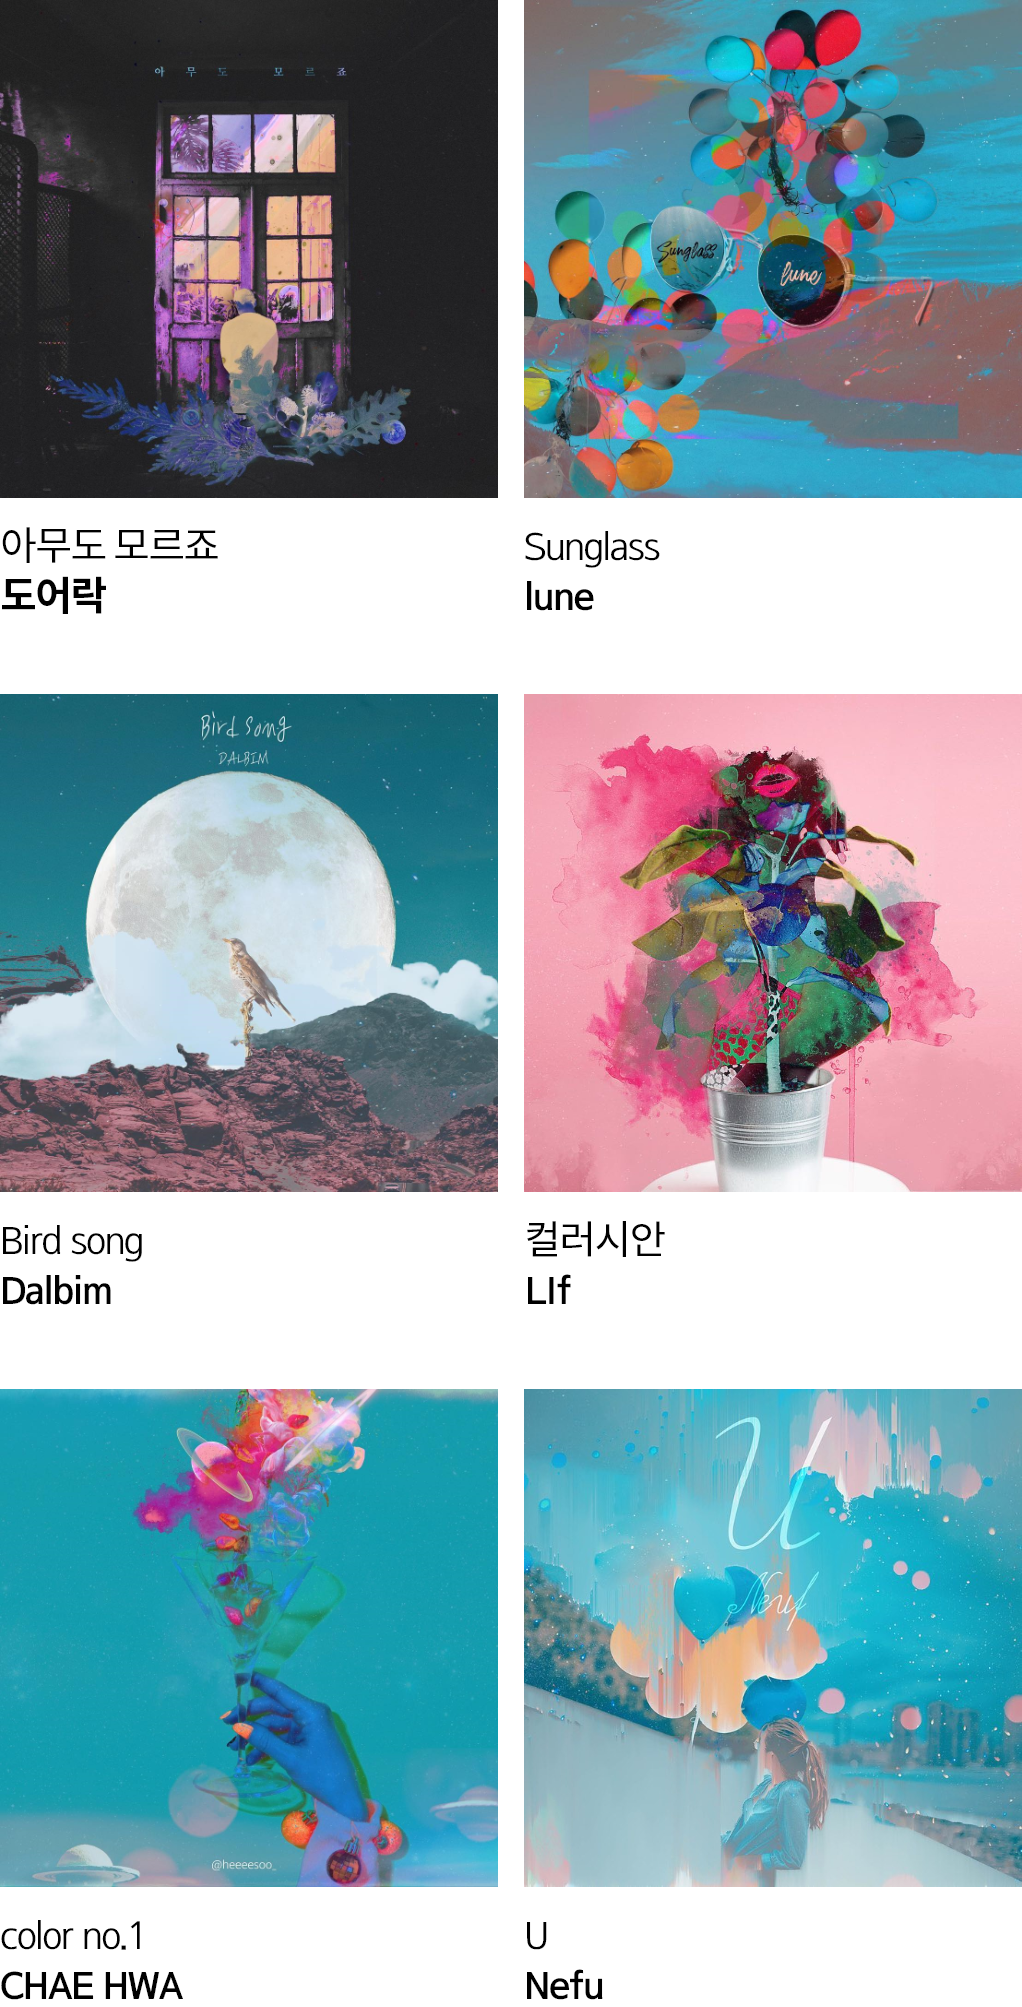 아 무 도 모 르 죠
Sunglass
lune
아무도 모르죠
도어락
Sunglass
lune
Bird song
DALBIM
Bird song
Dalbim
컬러시안
LIf
@heeeesoo_
U
Neuf
color no.1
CHAE HWA
U
Nefu